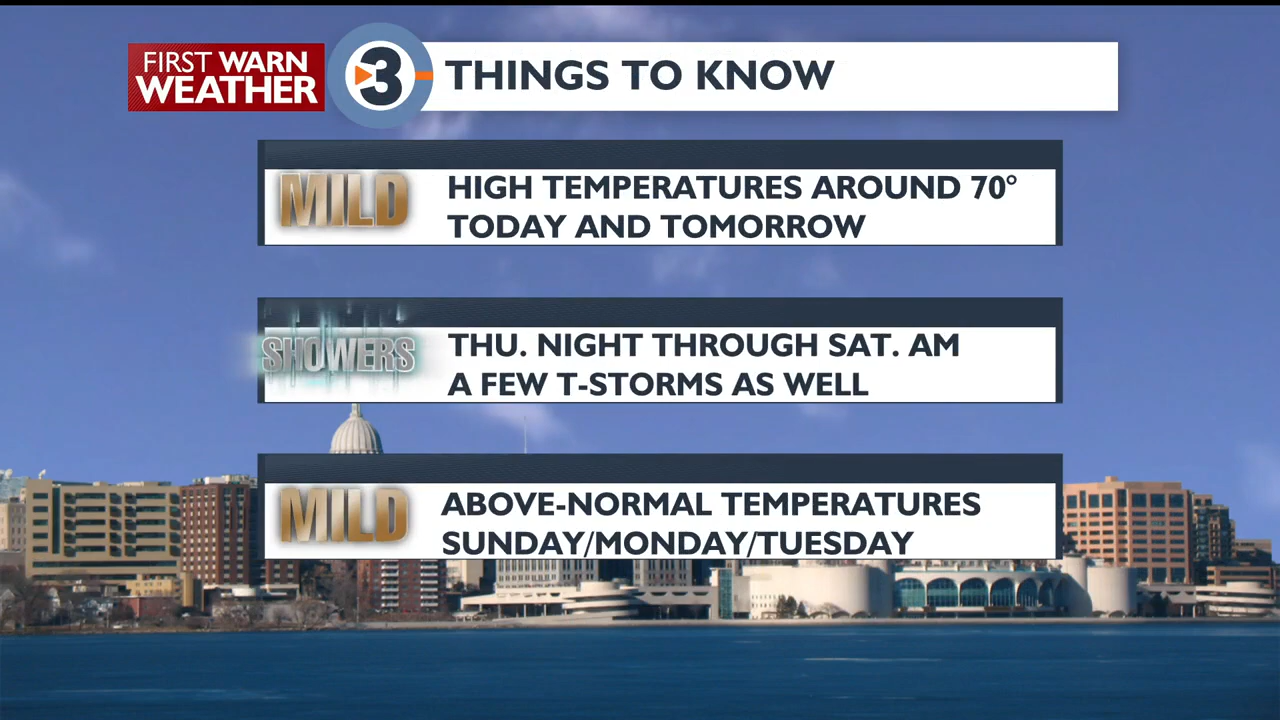 FIRST WARN
WEATHER
3
THINGS TO KNOW
MILD
HIGH TEMPERATURES AROUND 70°
TODAY AND TOMORROW
SHOWERS
THU. NIGHT THROUGH SAT. AM
A FEW T-STORMS AS WELL
MILD
ABOVE-NORMAL TEMPERATURES
SUNDAY/MONDAY/TUESDAY